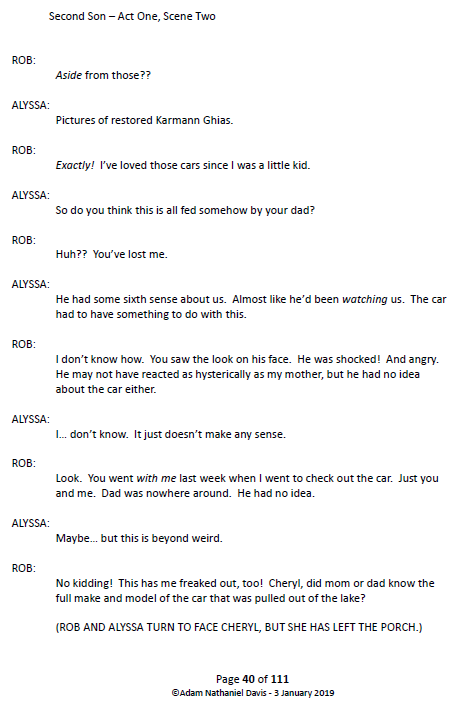 Second Son – Act One, Scene Two
ROB:
Aside from those??
ALYSSA:
Pictures of restored Karmann Ghias.
ROB:
Exactly!  I've loved those cars since I was a little kid.
ALYSSA:
So do you think this is all fed somehow by your dad?
ROB:
Huh??  You've lost me.
ALYSSA:
He had some sixth sense about us.  Almost like he'd been watching us.  The car
had to have something to do with this.
ROB:
I don't know how.  You saw the look on his face.  He was shocked!  And angry.
He may not have reacted as hysterically as my mother, but he had no idea
about the car either.
ALYSSA:
I… don't know.  It just doesn't make any sense.
ROB:
Look.  You went with me last week when I went to check out the car.  Just you
and me.  Dad was nowhere around.  He had no idea.
ALYSSA:
Maybe… but this is beyond weird.
ROB:
No kidding!  This has me freaked out, too!  Cheryl, did mom or dad know the
full make and model of the car that was pulled out of the lake?
(ROB AND ALYSSA TURN TO FACE CHERYL, BUT SHE HAS LEFT THE PORCH.)
Page 40 of 111
©Adam Nathaniel Davis - 3 January 2019